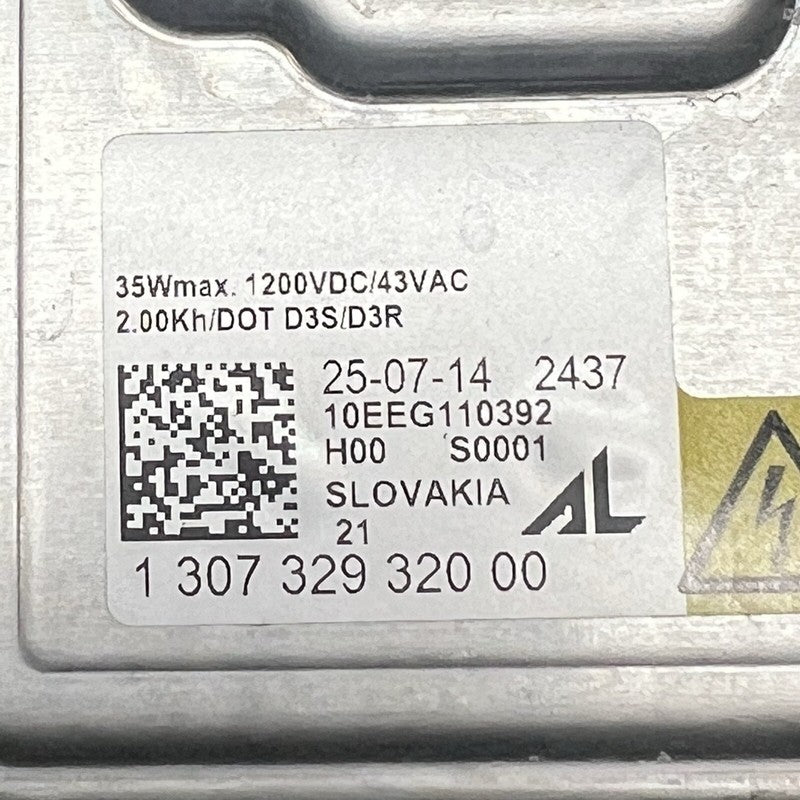 35Wmax. 1200VDC/43VAC
2.00Kh/DOT D3S/D3R
25-07-14 2437
10EEG110392
H00 S0001
SLOVAKIA
AL
21
1 307 329 320 00